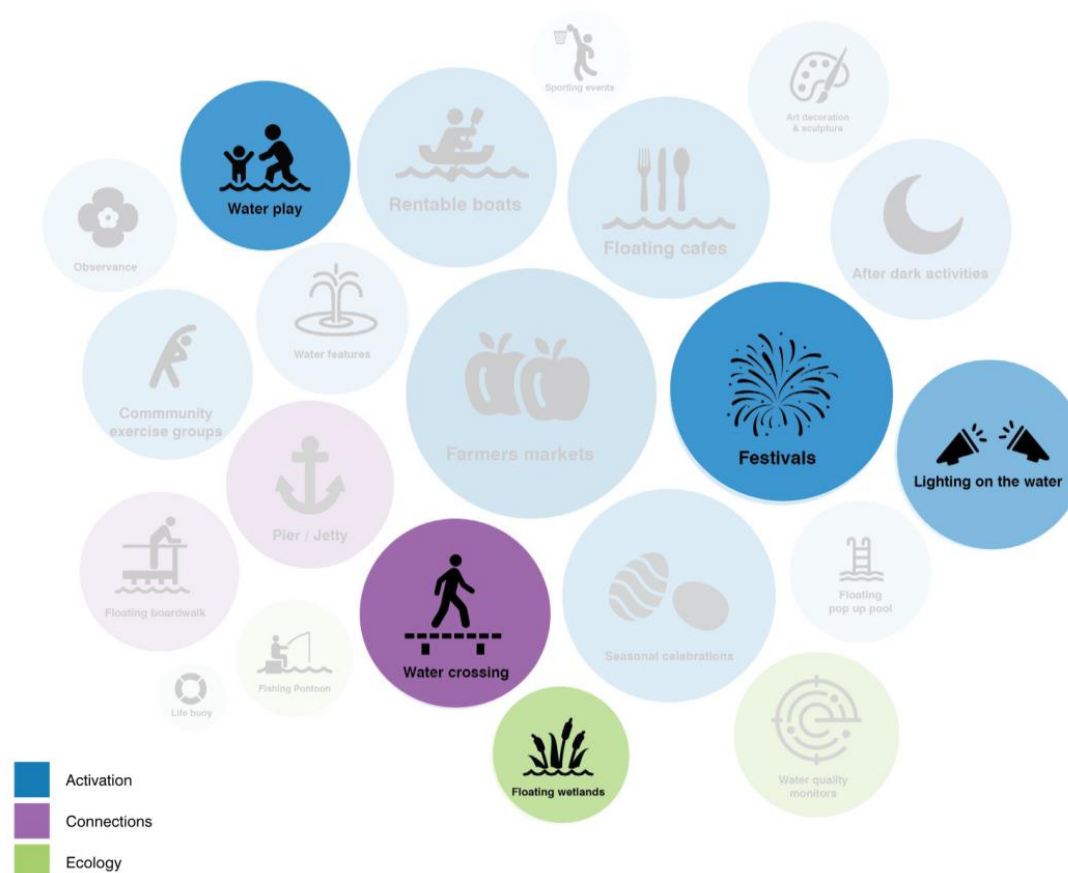 Sporting events
Art decoration
& sculpture
Water play
Rentable boats
Floating cafes
After dark activities
Observance
Water features
Commmunity
exercise groups
Farmers markets
Festivals
Lighting on the water
Pier / Jetty
Floating boardwalk
Water crossing
Seasonal celebrations
Floating
pop up pool
Fishing Pontoon
Life buoy
Floating wetlands
Water quality
monitors
Activation
Connections
Ecology